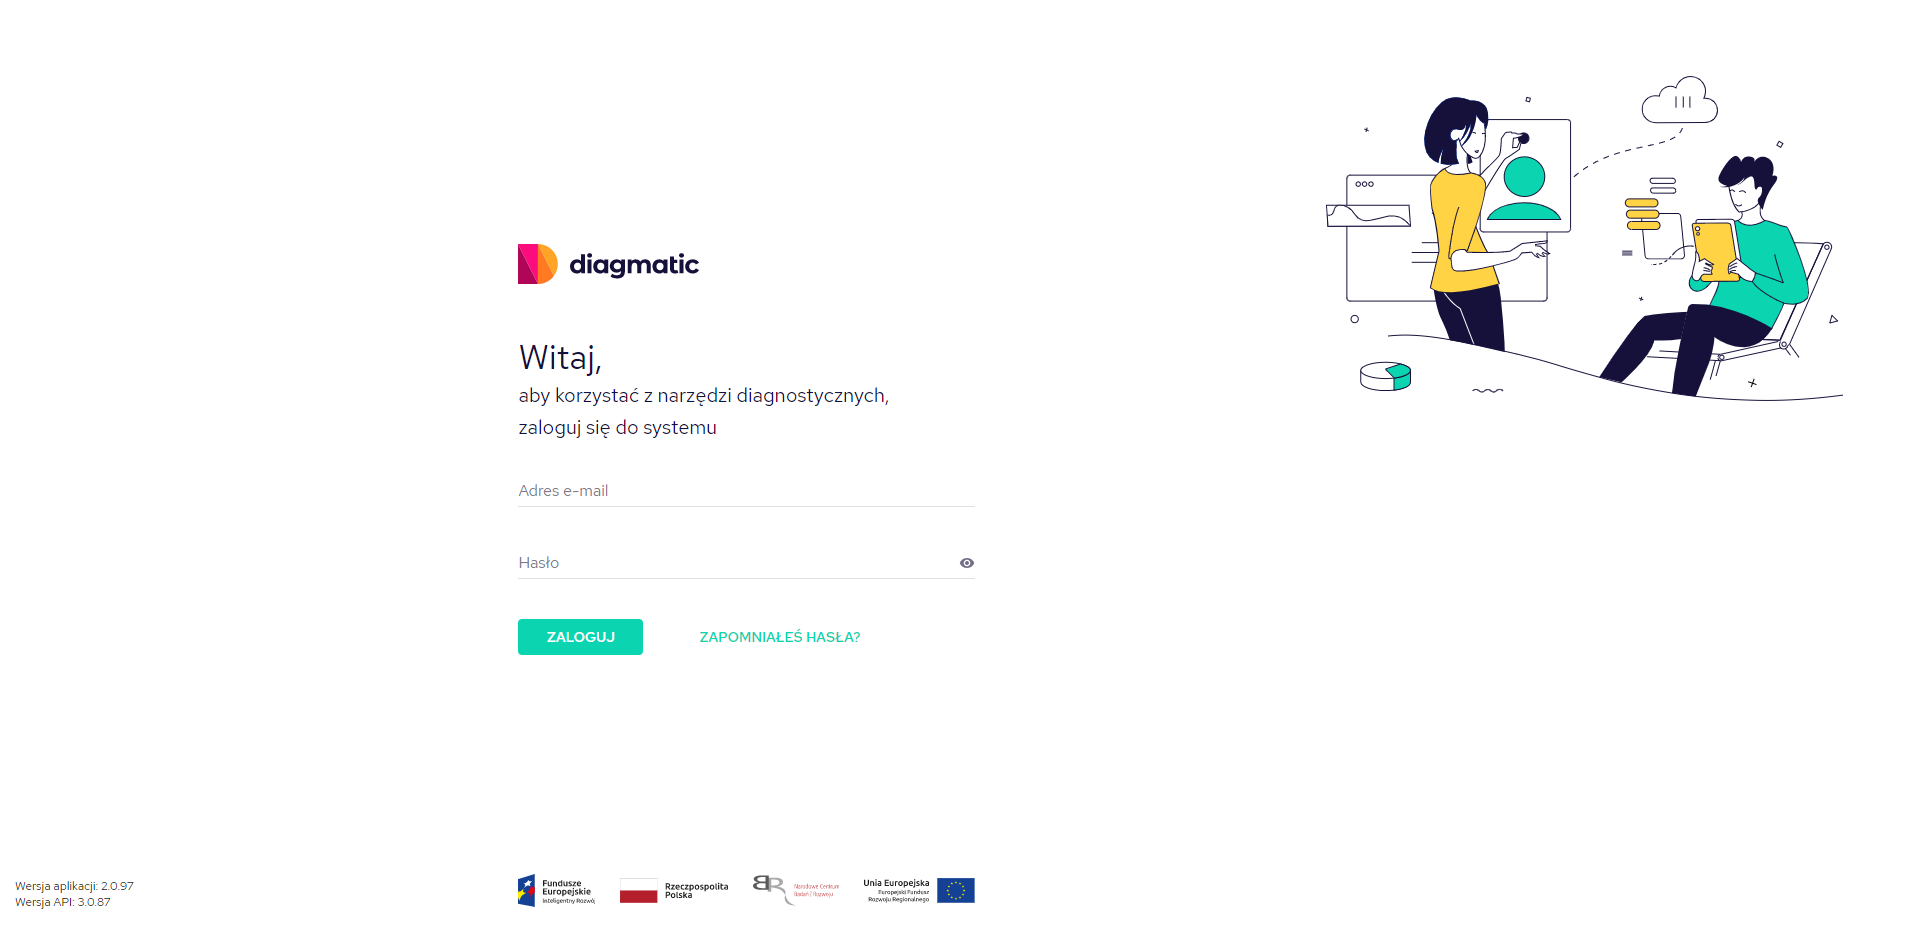 diagmatic
Witaj,
aby korzystać z narzędzi diagnostycznych,
zaloguj się do systemu
Adres e-mail
Hasło
ZALOGUJ
ZAPOMNIAŁEŚ HASŁA?
Wersja aplikacji: 2.0.97
Wersja API: 3.0.87
Fundusze
Europejskie
Inteligentny Rozwój
Rzeczpospolita
Polska
Narodowe Centrum
Badań i Rozwoju
Unia Europejska
Europejski Fundusz
Rozwoju Regionalnego